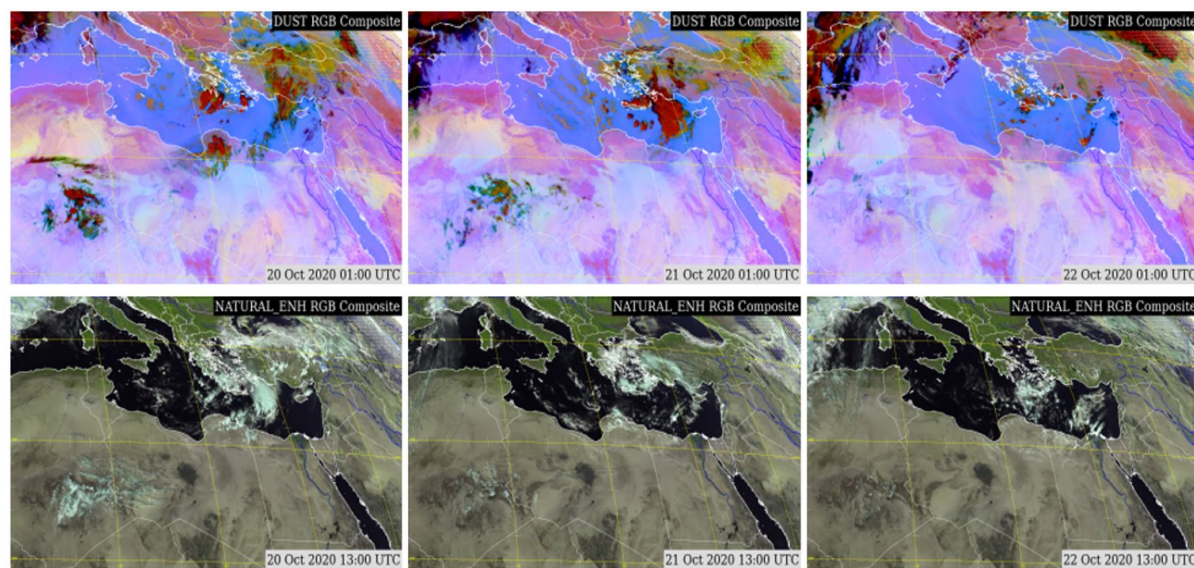 DUST RGB Composite
20 Oct 2020 01:00 UTC
DUST RGB Composite
21 Oct 2020 01:00 UTC
DUST RGB Composite
22 Oct 2020 01:00 UTC
NATURAL_ENH RGB Composite
20 Oct 2020 13:00 UTC
NATURAL_ENH RGB Composite
21 Oct 2020 13:00 UTC
NATURAL_ENH RGB Composite
22 Oct 2020 13:00 UTC